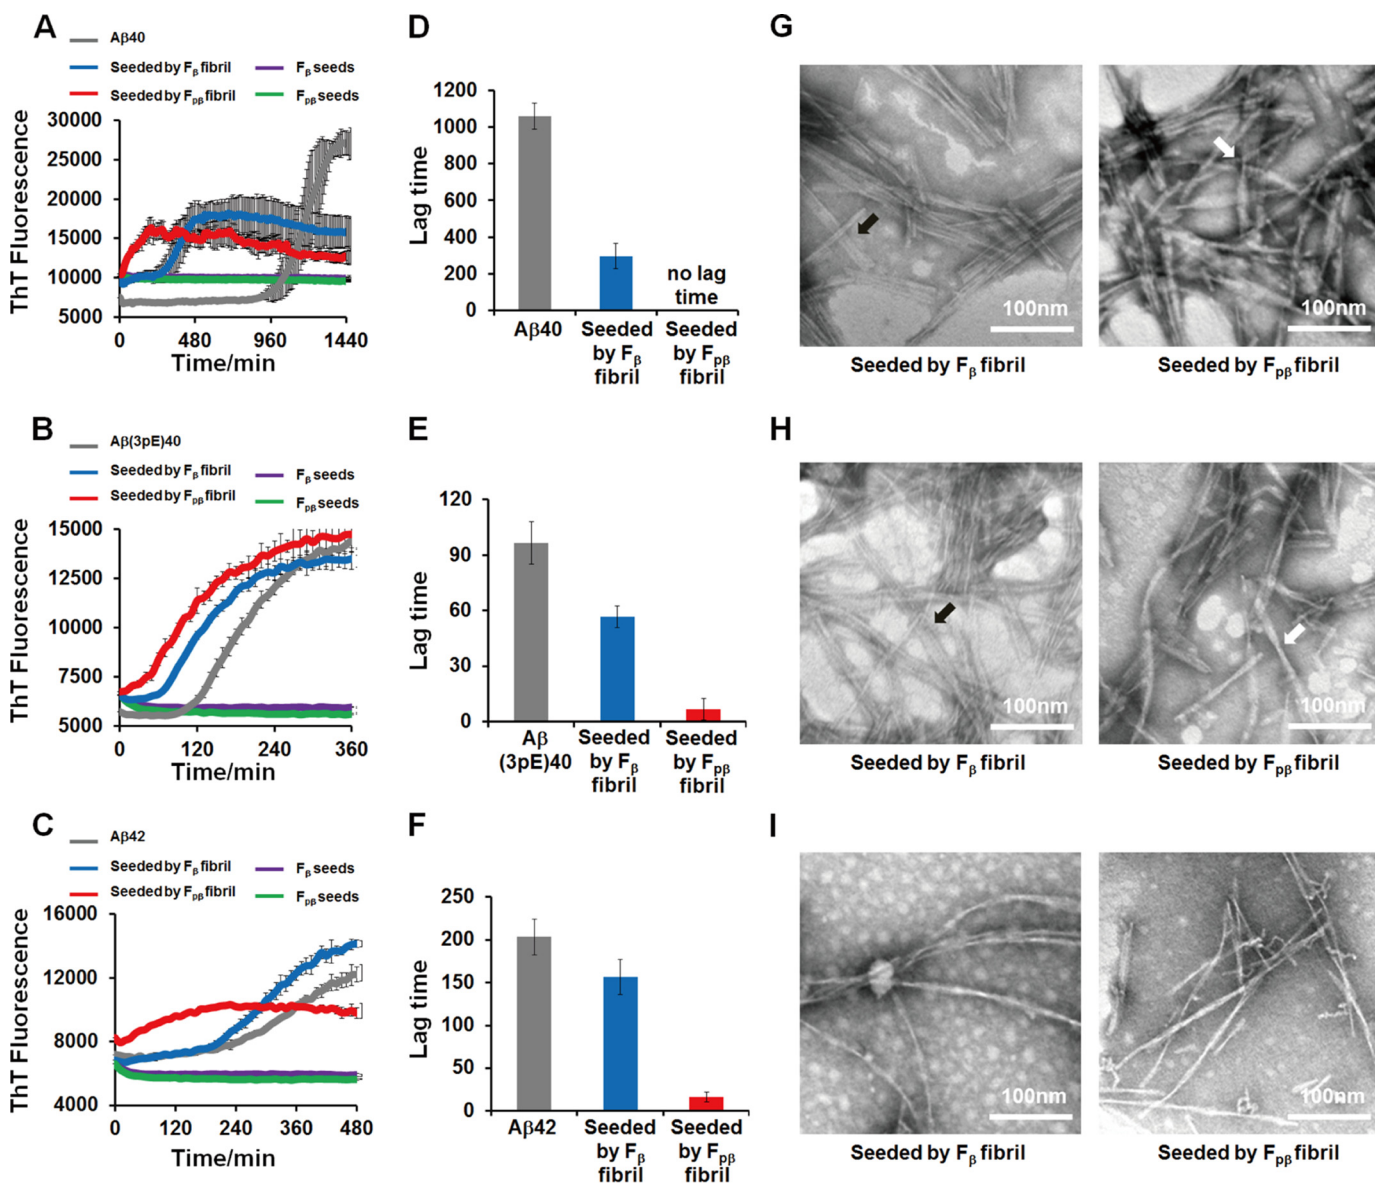 A
Aβ40
Seeded by Fβ fibril
Fβ seeds
Seeded by Fpβ fibril
Fpβ seeds
ThT Fluorescence
30000
25000
20000
15000
10000
5000
0 480 960 1440
Time/min
D
Lag time
1200
1000
800
600
400
200
0
no lag
time
Aβ40 Seeded by Fβ fibril Seeded by Fpβ fibril
G
100nm
100nm
Seeded by Fβ fibril
Seeded by Fpβ fibril
B
Aβ(3pE)40
Seeded by Fβ fibril
Fβ seeds
Seeded by Fpβ fibril
Fpβ seeds
ThT Fluorescence
15000
12500
10000
7500
5000
0 120 240 360
Time/min
E
Lag time
120
90
60
30
0
Aβ (3pE)40 Seeded by Fβ fibril Seeded by Fpβ fibril
H
100nm
100nm
Seeded by Fβ fibril
Seeded by Fpβ fibril
C
Aβ42
Seeded by Fβ fibril
Fβ seeds
Seeded by Fpβ fibril
Fpβ seeds
ThT Fluorescence
16000
12000
8000
4000
0 120 240 360 480
Time/min
F
Lag time
250
200
150
100
50
0
Aβ42 Seeded by Fβ fibril Seeded by Fpβ fibril
I
100nm
100nm
Seeded by Fβ fibril
Seeded by Fpβ fibril